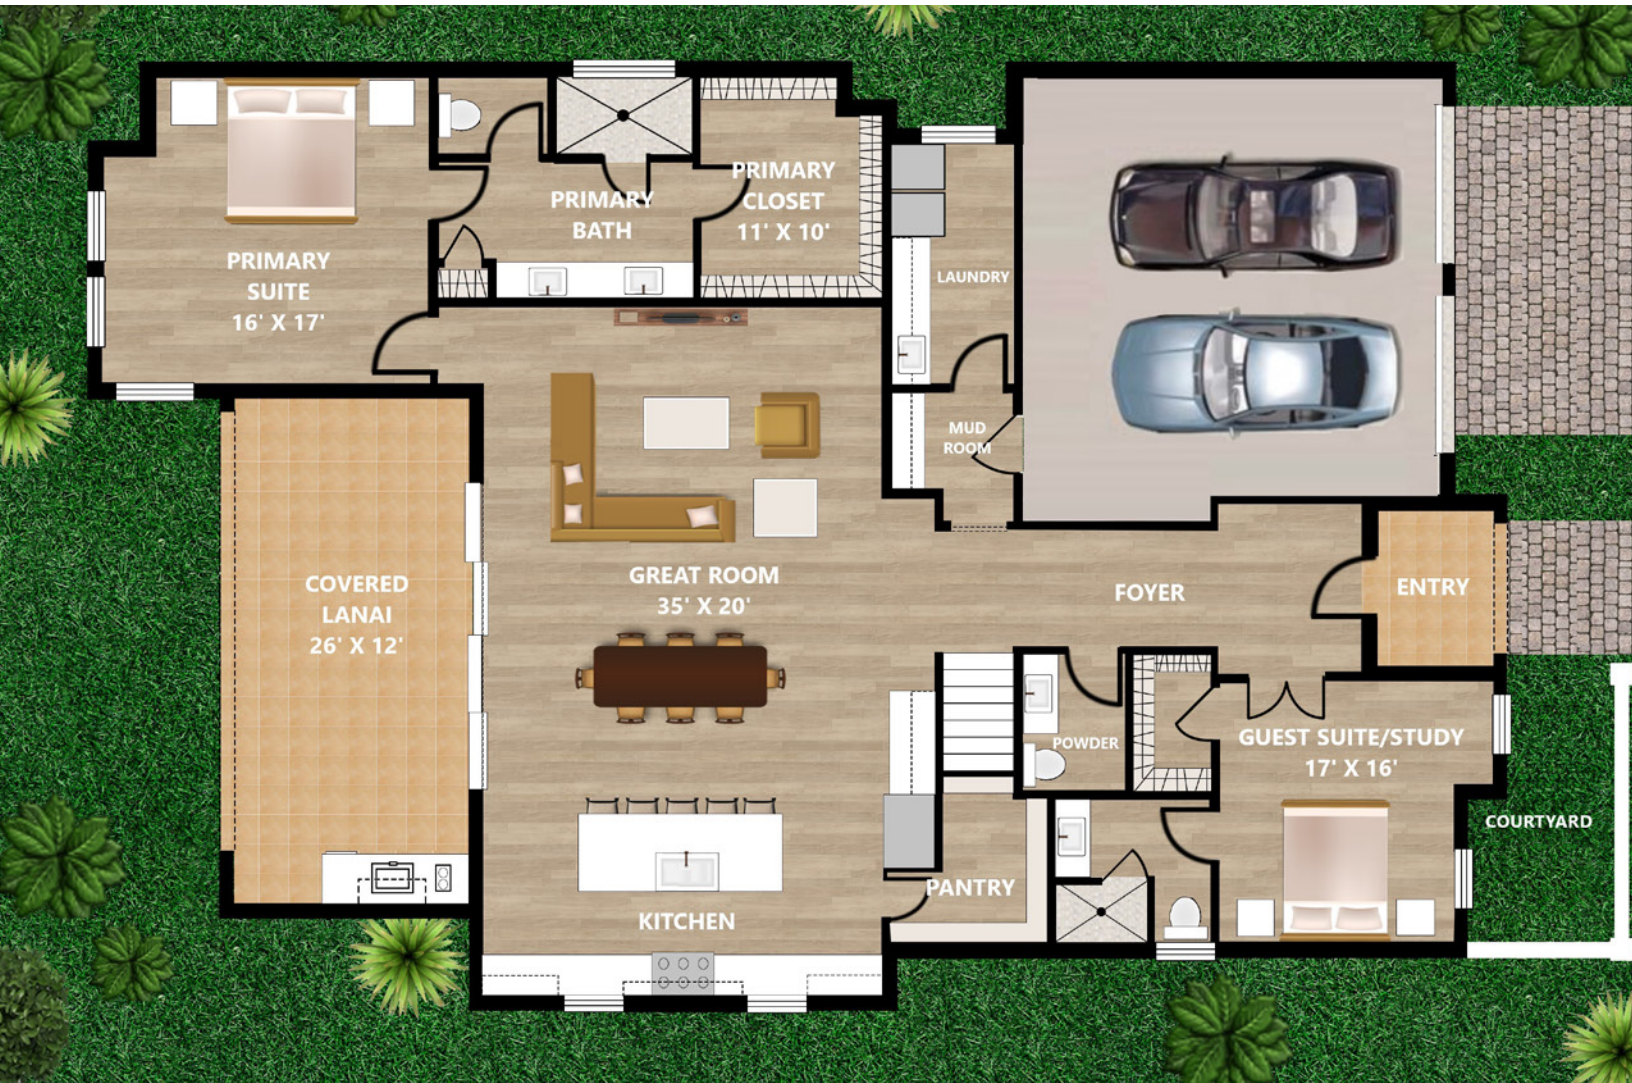 PRIMARY
SUITE
16' X 17'
PRIMARY
BATH
PRIMARY
CLOSET
11' X 10'
LAUNDRY
MUD
ROOM
COVERED
LANAI
26' X 12'
GREAT ROOM
35' X 20'
FOYER
ENTRY
POWDER
GUEST SUITE/STUDY
17' X 16'
COURTYARD
PANTRY
KITCHEN